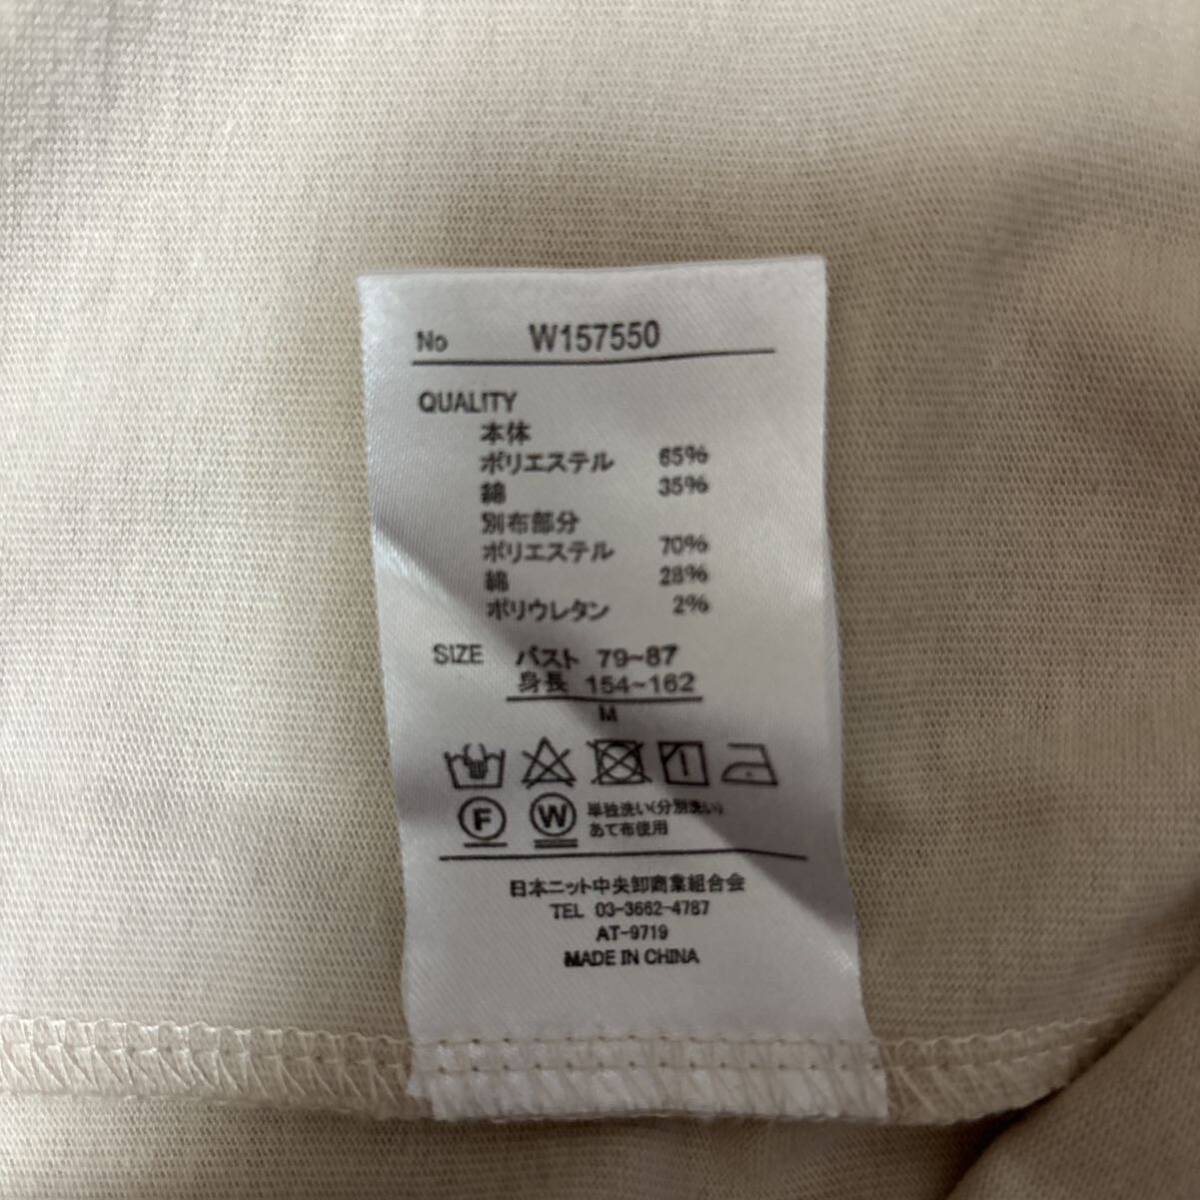 No W157550
QUALITY
本体
ポリエステル 65%
綿 35%
別布部分
ポリエステル 70%
綿 28%
ポリウレタン 2%
SIZE バスト 79~87
身長 154~162
M
F W 単独洗い(分別洗い)
あて布使用
日本ニット中央卸商業組合会
TEL 03-3662-4787
AT-9719
MADE IN CHINA